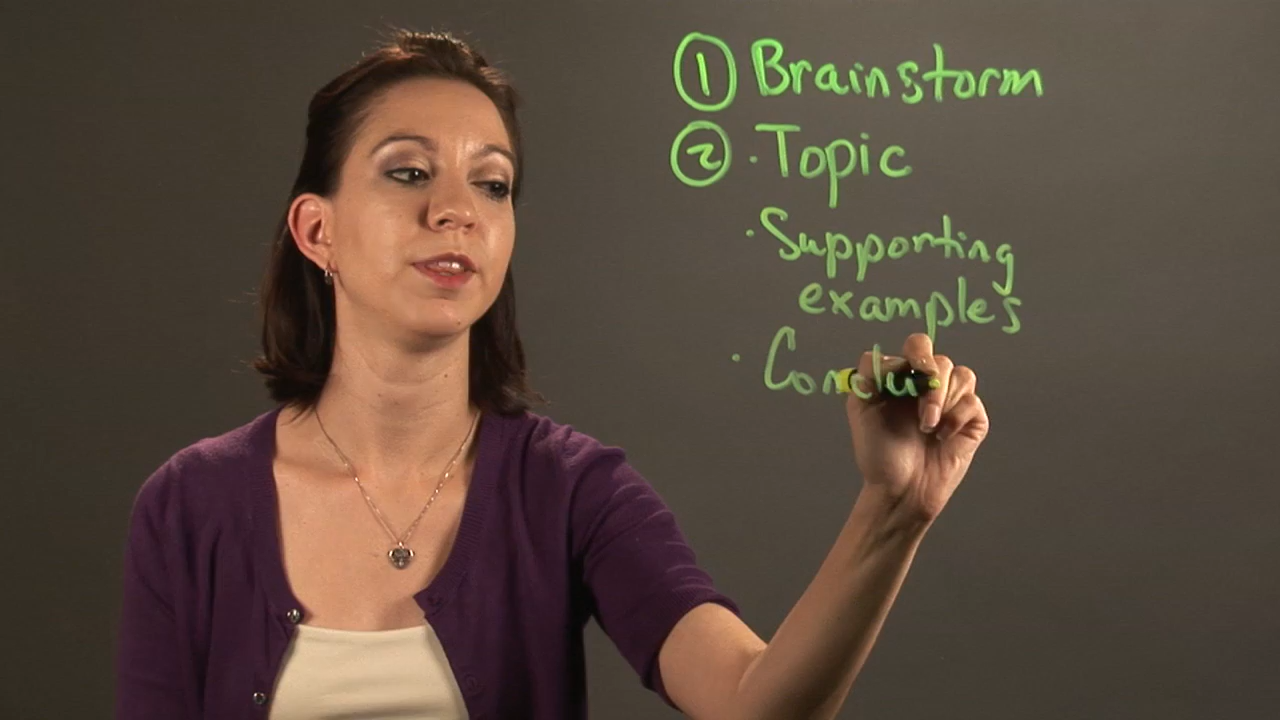 ① Brainstorm
② · Topic
· Supporting
examples
· Conclu